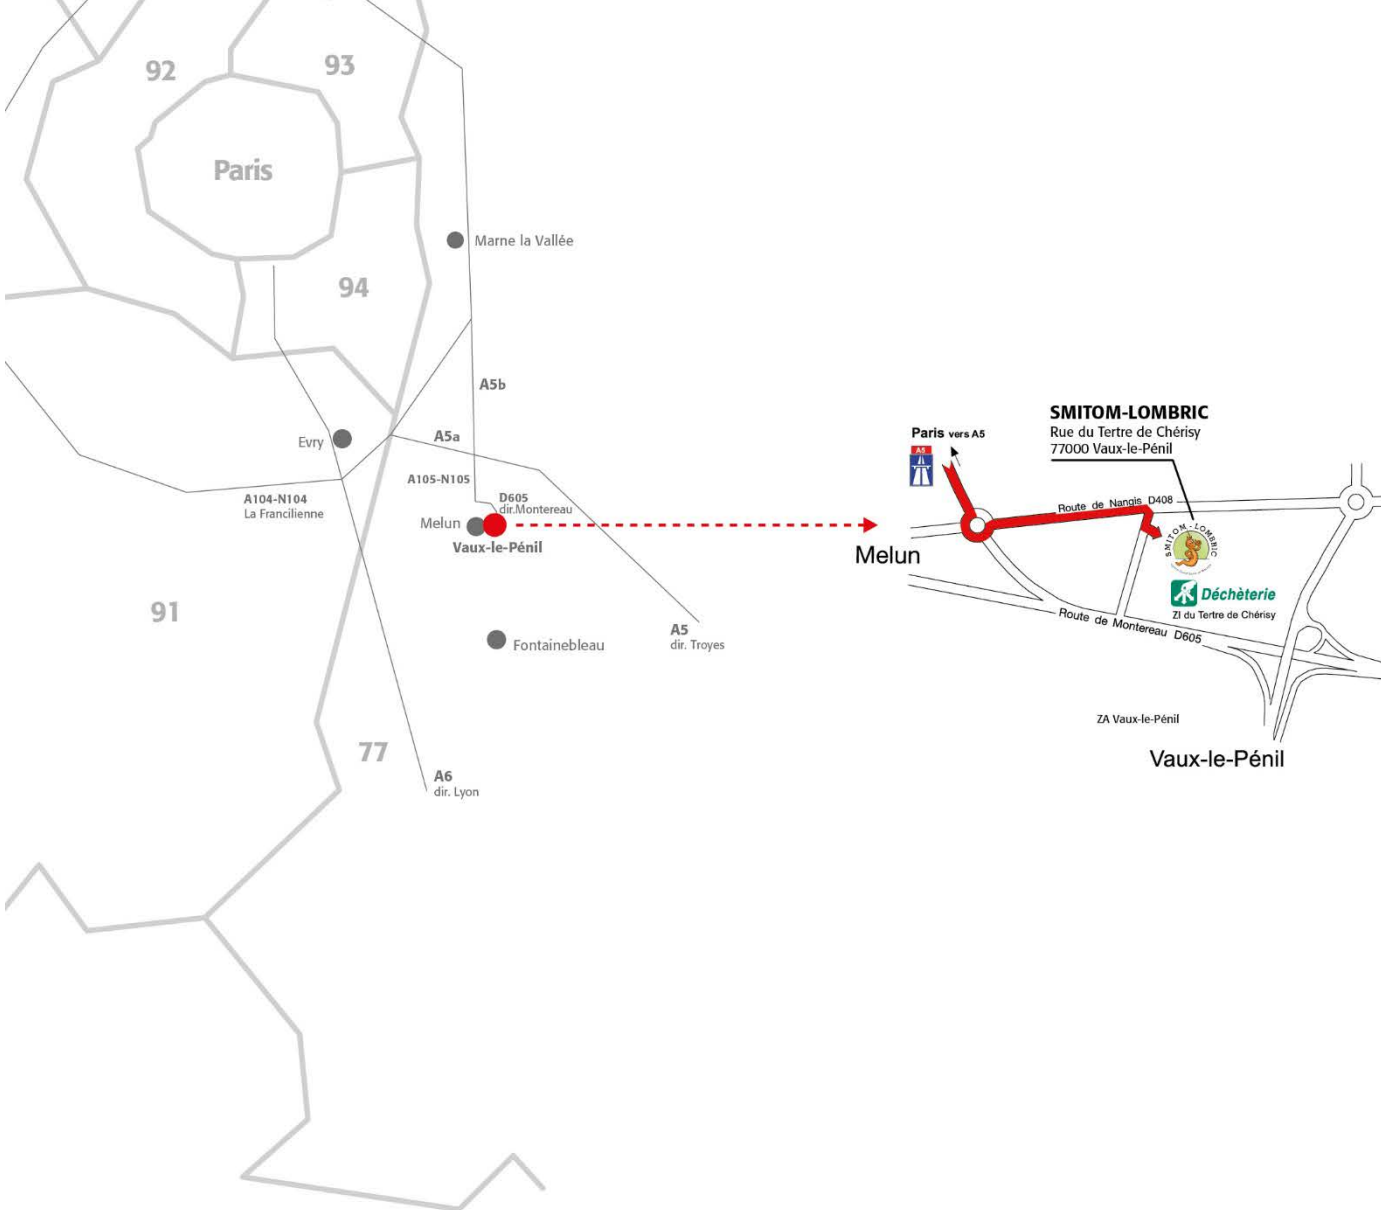 92
93
Paris
Marne la Vallée
94
A5b
A5a
Evry
A104-N104
La Francilienne
A105-N105
D605
dir.Montereau
Melun
Vaux-le-Pénil
91
Fontainebleau
A5
dir. Troyes
77
A6
dir. Lyon
SMITOM-LOMBRIC
Rue du Tertre de Chérisy
77000 Vaux-le-Pénil
Paris vers A5
A5
Route de Nangis D408
SMITOM-LOMBRIC
Melun
Déchèterie
ZI du Tertre de Chérisy
Route de Montereau D605
ZA Vaux-le-Pénil
Vaux-le-Pénil